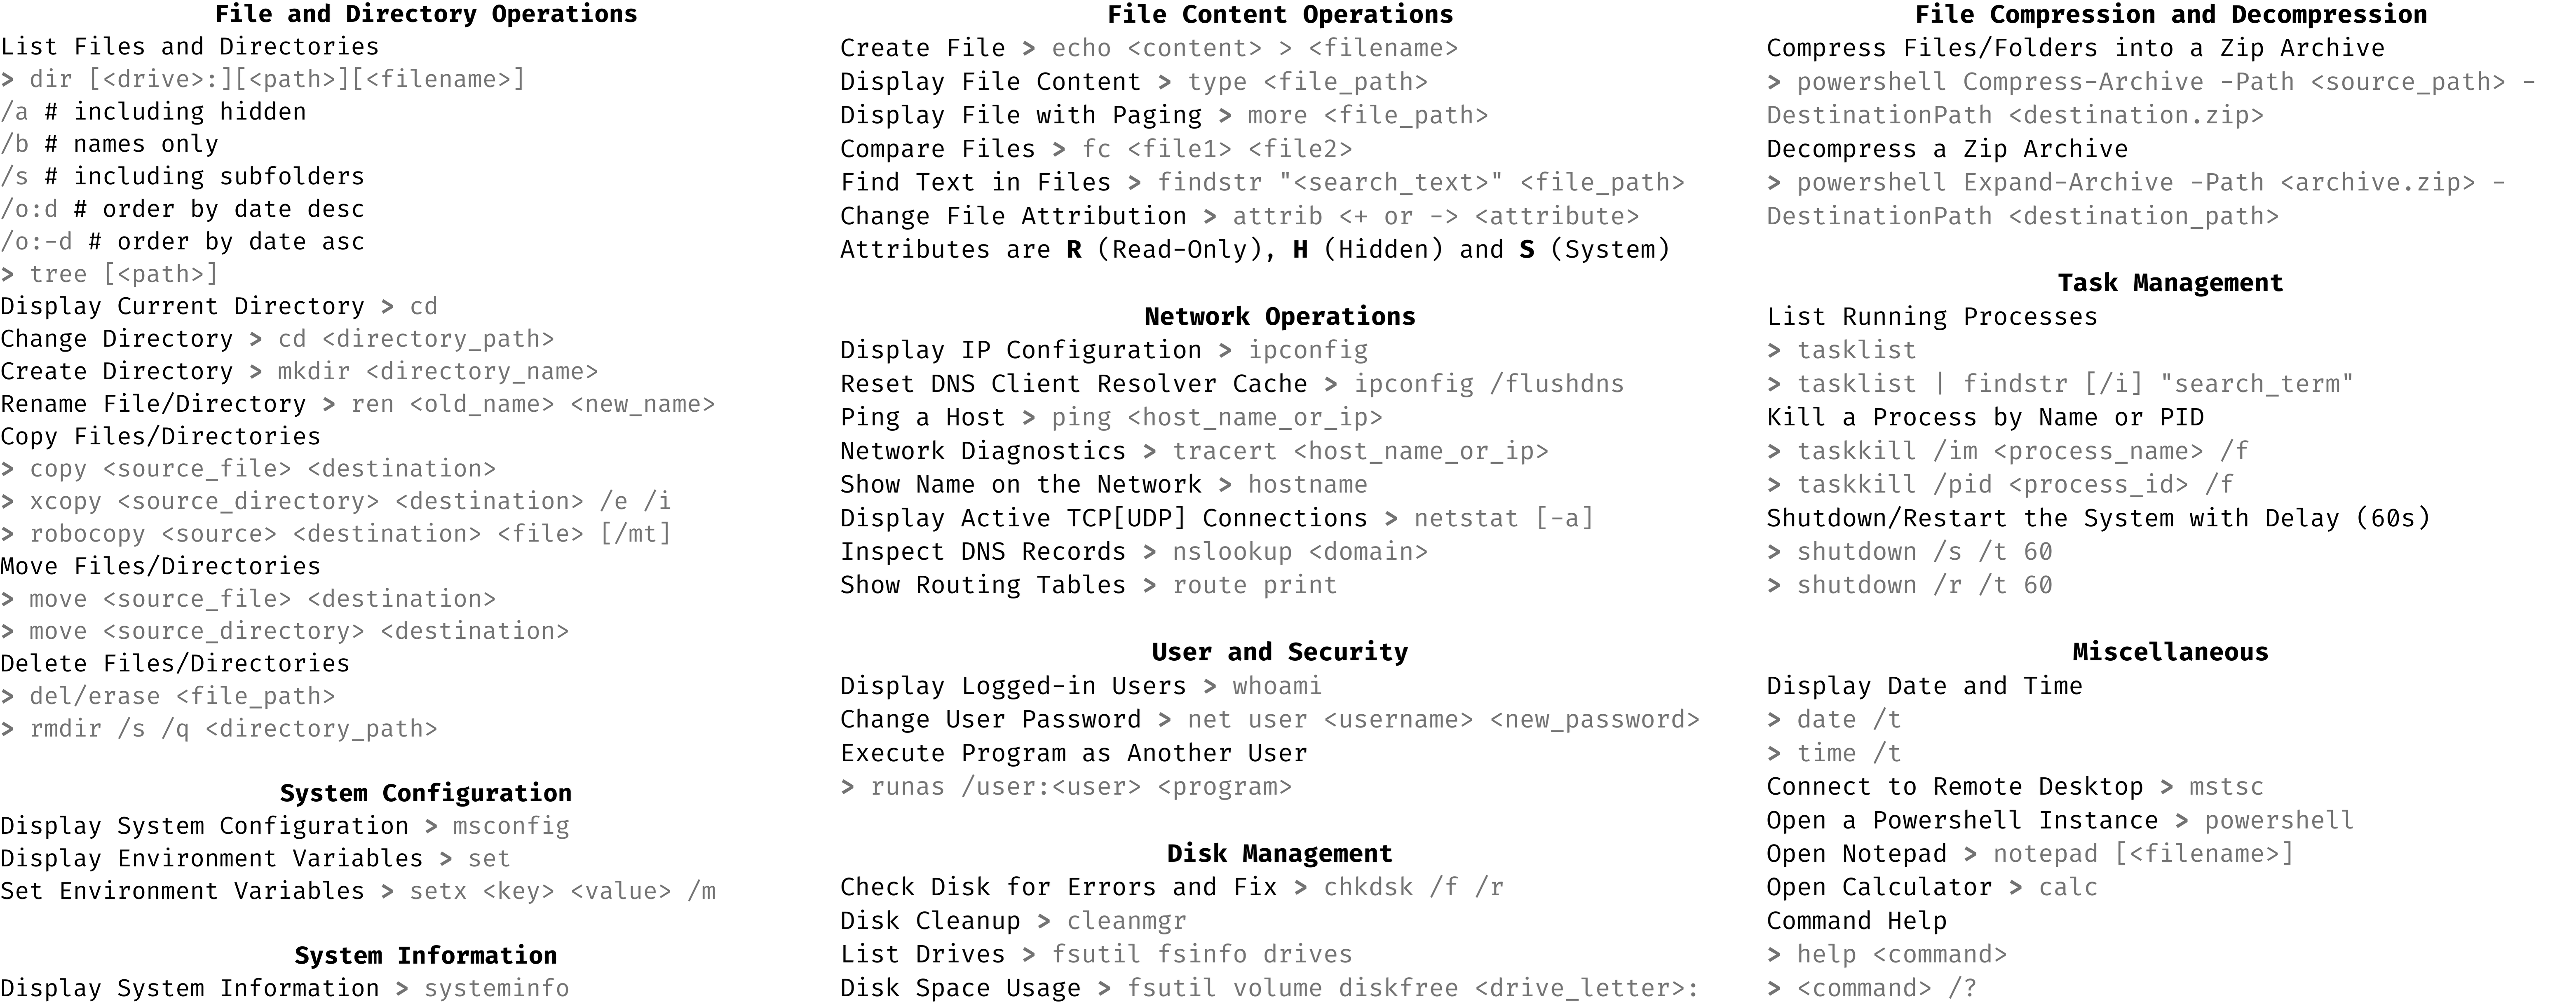 File and Directory Operations
List Files and Directories
> dir [<drive>:][<path>][<filename>]
/a # including hidden
/b # names only
/s # including subfolders
/o:d # order by date desc
/o:-d # order by date asc
> tree [<path>]
Display Current Directory > cd
Change Directory > cd <directory_path>
Create Directory > mkdir <directory_name>
Rename File/Directory > ren <old_name> <new_name>
Copy Files/Directories
> copy <source_file> <destination>
> xcopy <source_directory> <destination> /e /i
> robocopy <source> <destination> <file> [/mt]
Move Files/Directories
> move <source_file> <destination>
> move <source_directory> <destination>
Delete Files/Directories
> del/erase <file_path>
> rmdir /s /q <directory_path>
System Configuration
Display System Configuration > msconfig
Display Environment Variables > set
Set Environment Variables > setx <key> <value> /m
System Information
Display System Information > systeminfo
File Content Operations
Create File > echo <content> > <filename>
Display File Content > type <file_path>
Display File with Paging > more <file_path>
Compare Files > fc <file1> <file2>
Find Text in Files > findstr "<search_text>" <file_path>
Change File Attribution > attrib <+ or -> <attribute>
Attributes are R (Read-Only), H (Hidden) and S (System)
Network Operations
Display IP Configuration > ipconfig
Reset DNS Client Resolver Cache > ipconfig /flushdns
Ping a Host > ping <host_name_or_ip>
Network Diagnostics > tracert <host_name_or_ip>
Show Name on the Network > hostname
Display Active TCP[UDP] Connections > netstat [-a]
Inspect DNS Records > nslookup <domain>
Show Routing Tables > route print
User and Security
Display Logged-in Users > whoami
Change User Password > net user <username> <new_password>
Execute Program as Another User
> runas /user:<user> <program>
Disk Management
Check Disk for Errors and Fix > chkdsk /f /r
Disk Cleanup > cleanmgr
List Drives > fsutil fsinfo drives
Disk Space Usage > fsutil volume diskfree <drive_letter>:
File Compression and Decompression
Compress Files/Folders into a Zip Archive
> powershell Compress-Archive -Path <source_path> -
DestinationPath <destination.zip>
Decompress a Zip Archive
> powershell Expand-Archive -Path <archive.zip> -
DestinationPath <destination_path>
Task Management
List Running Processes
> tasklist
> tasklist | findstr [/i] "search_term"
Kill a Process by Name or PID
> taskkill /im <process_name> /f
> taskkill /pid <process_id> /f
Shutdown/Restart the System with Delay (60s)
> shutdown /s /t 60
> shutdown /r /t 60
Miscellaneous
Display Date and Time
> date /t
> time /t
Connect to Remote Desktop > mstsc
Open a Powershell Instance > powershell
Open Notepad > notepad [<filename>]
Open Calculator > calc
Command Help
> help <command>
> <command> /?